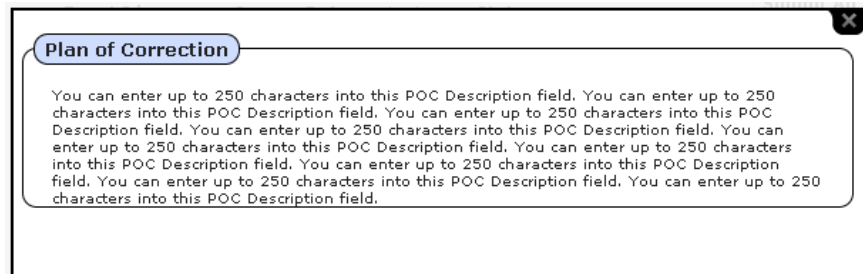 Plan of Correction
You can enter up to 250 characters into this POC Description field. You can enter up to 250
characters into this POC Description field. You can enter up to 250 characters into this POC
Description field. You can enter up to 250 characters into this POC Description field. You can
enter up to 250 characters into this POC Description field. You can enter up to 250 characters
into this POC Description field. You can enter up to 250 characters into this POC Description
field. You can enter up to 250 characters into this POC Description field. You can enter up to 250
characters into this POC Description field.